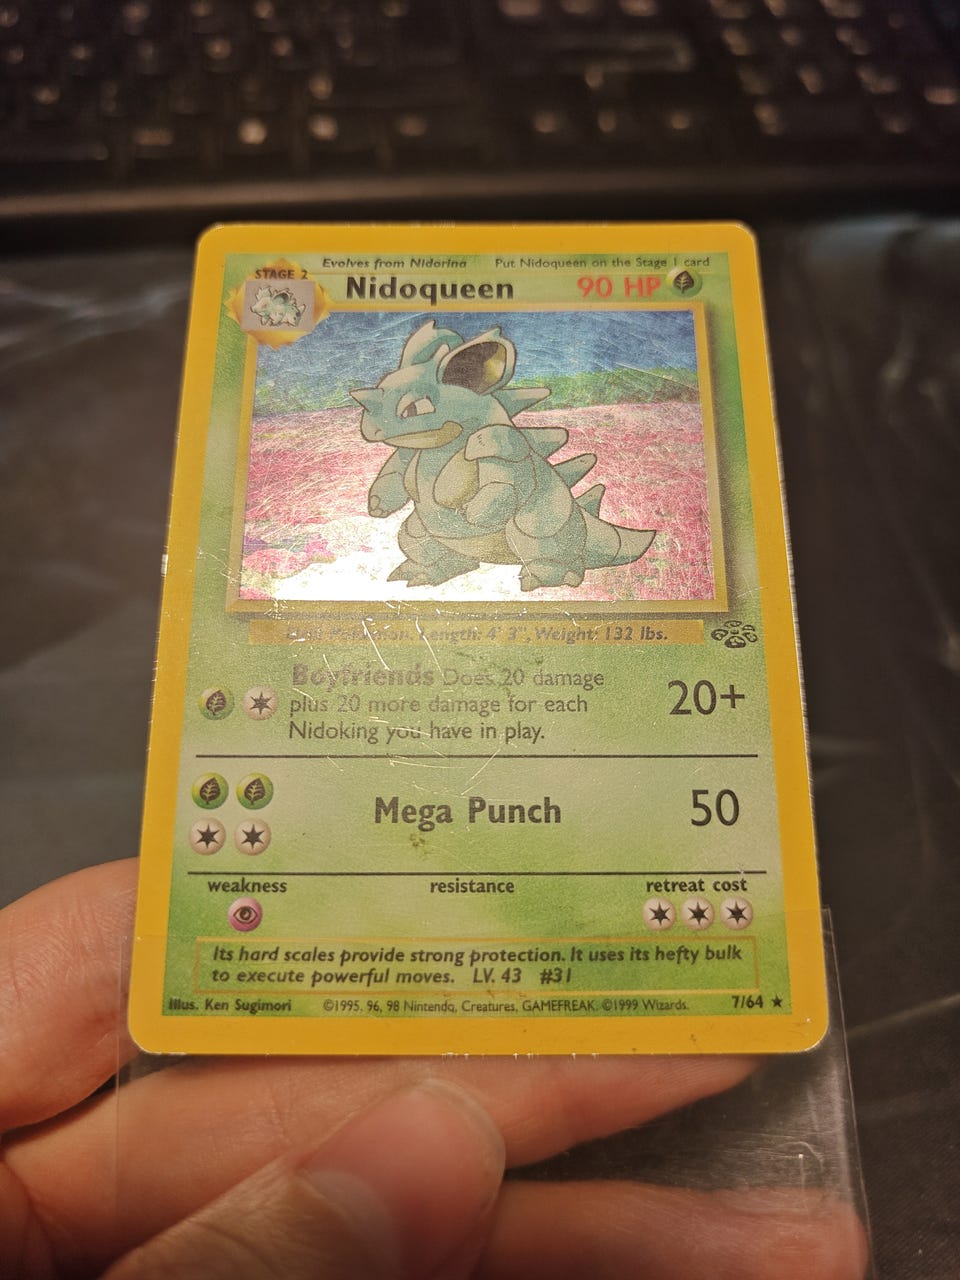 Evolves from Nidorina Put Nidoqueen on the Stage 1 card
STAGE 2
Nidoqueen 90 HP
Pokémon. Length: 4' 3", Weight: 132 lbs.
Boyfriends Does 20 damage
plus 20 more damage for each
Nidoking you have in play.
20+
Mega Punch 50
weakness resistance retreat cost
Its hard scales provide strong protection. It uses its hefty bulk
to execute powerful moves. LV. 43 #31
Illus. Ken Sugimori ©1995, 96, 98 Nintendo, Creatures, GAMEFREAK. ©1999 Wizards. 7/64 ★